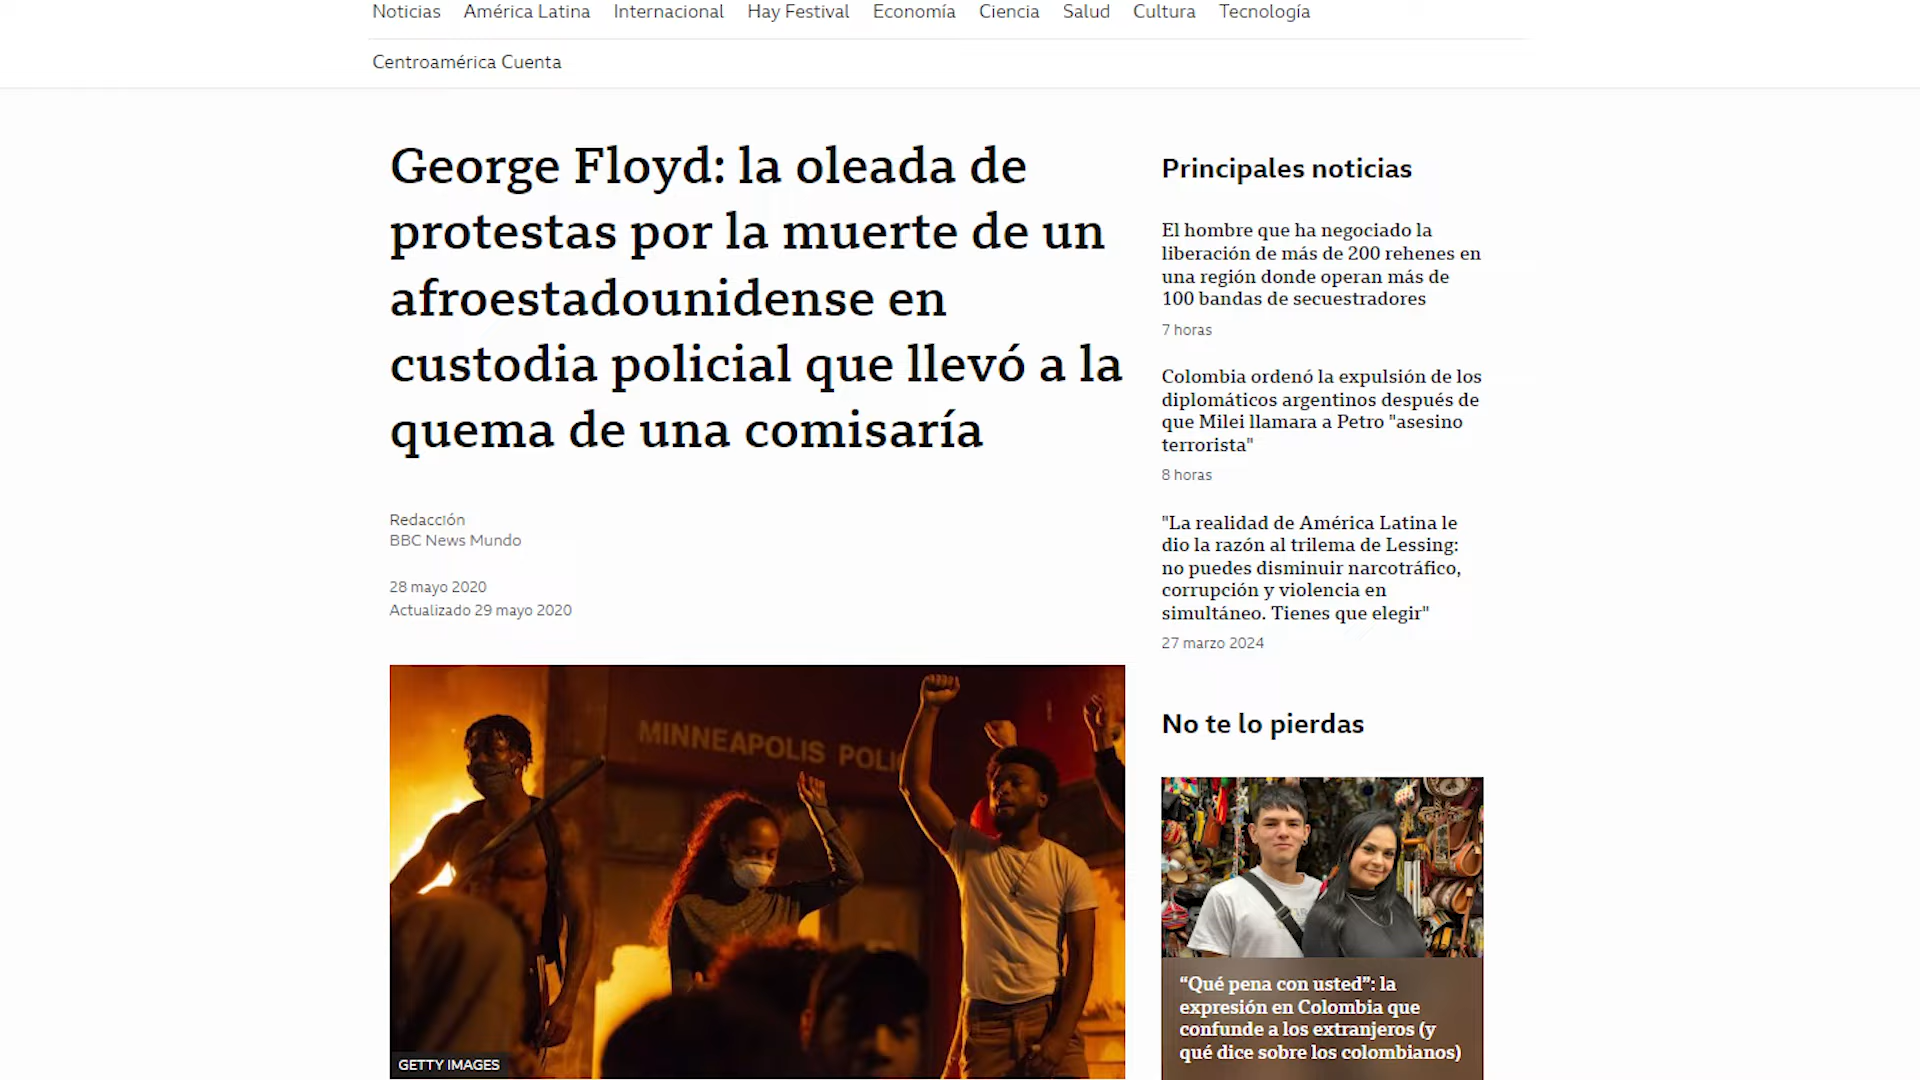 Noticias América Latina Internacional Hay Festival Economía Ciencia Salud Cultura Tecnología
Centroamérica Cuenta
George Floyd: la oleada de
protestas por la muerte de un
afroestadounidense en
custodia policial que llevó a la
quema de una comisaría
Redacción
BBC News Mundo
28 mayo 2020
Actualizado 29 mayo 2020
MINNEAPOLIS POLI
GETTY IMAGES
Principales noticias
El hombre que ha negociado la
liberación de más de 200 rehenes en
una región donde operan más de
100 bandas de secuestradores
7 horas
Colombia ordenó la expulsión de los
diplomáticos argentinos después de
que Milei llamara a Petro "asesino
terrorista"
8 horas
"La realidad de América Latina le
dio la razón al trilema de Lessing:
no puedes disminuir narcotráfico,
corrupción y violencia en
simultáneo. Tienes que elegir"
27 marzo 2024
No te lo pierdas
“Qué pena con usted”: la
expresión en Colombia que
confunde a los extranjeros (y
qué dice sobre los colombianos)